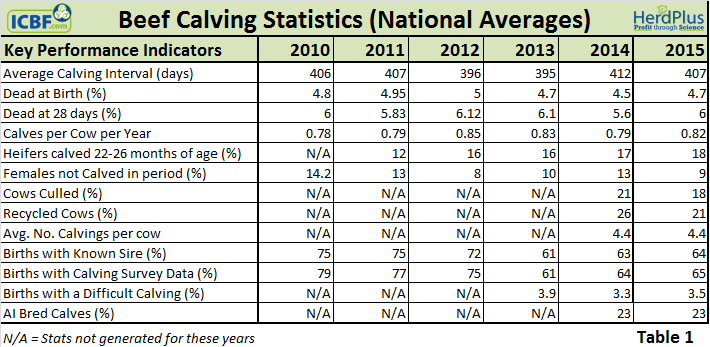 ICBF.com Beef Calving Statistics (National Averages) HerdPlus
Profit through Science
Key Performance Indicators 2010 2011 2012 2013 2014 2015
Average Calving Interval (days) 406 407 396 395 412 407
Dead at Birth (%) 4.8 4.95 5 4.7 4.5 4.7
Dead at 28 days (%) 6 5.83 6.12 6.1 5.6 6
Calves per Cow per Year 0.78 0.79 0.85 0.83 0.79 0.82
Heifers calved 22-26 months of age (%) N/A 12 16 16 17 18
Females not Calved in period (%) 14.2 13 8 10 13 9
Cows Culled (%) N/A N/A N/A N/A 21 18
Recycled Cows (%) N/A N/A N/A N/A 26 21
Avg. No. Calvings per cow N/A N/A N/A N/A 4.4 4.4
Births with Known Sire (%) 75 75 72 61 63 64
Births with Calving Survey Data (%) 79 77 75 61 64 65
Births with a Difficult Calving (%) N/A N/A N/A 3.9 3.3 3.5
AI Bred Calves (%) N/A N/A N/A N/A 23 23
N/A = Stats not generated for these years Table 1